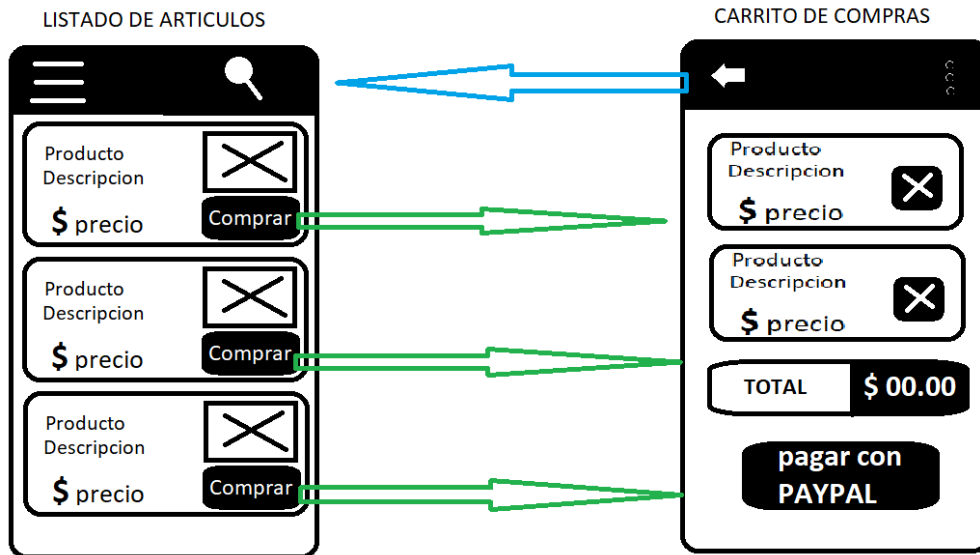 LISTADO DE ARTICULOS
Producto
Descripcion
$ precio
Comprar
Producto
Descripcion
$ precio
Comprar
Producto
Descripcion
$ precio
Comprar
CARRITO DE COMPRAS
Producto
Descripcion
$ precio
Producto
Descripcion
$ precio
TOTAL $ 00.00
pagar con
PAYPAL